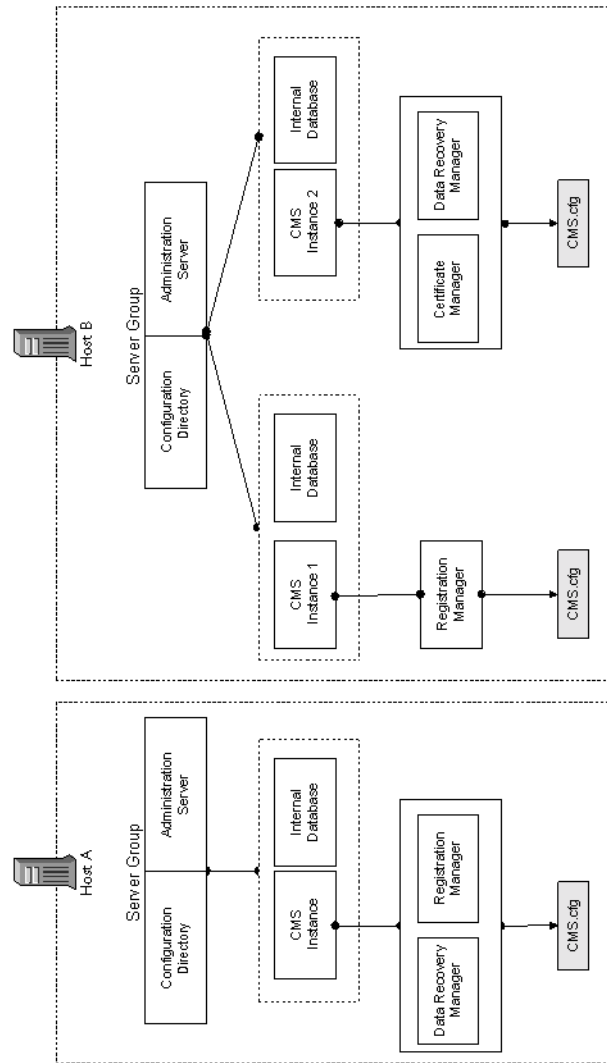 Host A
Server Group
Configuration
Directory
Administration
Server
CMS
Instance
Internal
Database
Data Recovery
Manager
Registration
Manager
CMS.cfg
Host B
Server Group
Configuration
Directory
Administration
Server
CMS
Instance 1
Internal
Database
CMS
Instance 2
Internal
Database
Registration
Manager
Certificate
Manager
Data Recovery
Manager
CMS.cfg
CMS.cfg